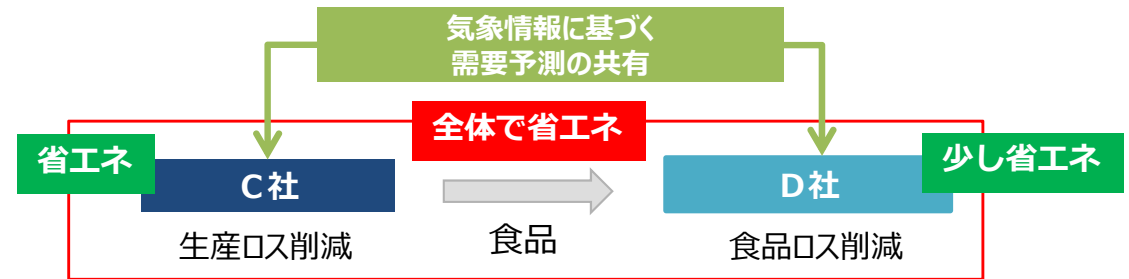 気象情報に基づく
需要予測の共有
全体で省エネ
省エネ
少し省エネ
C社
D社
生産ロス削減
食品
食品ロス削減